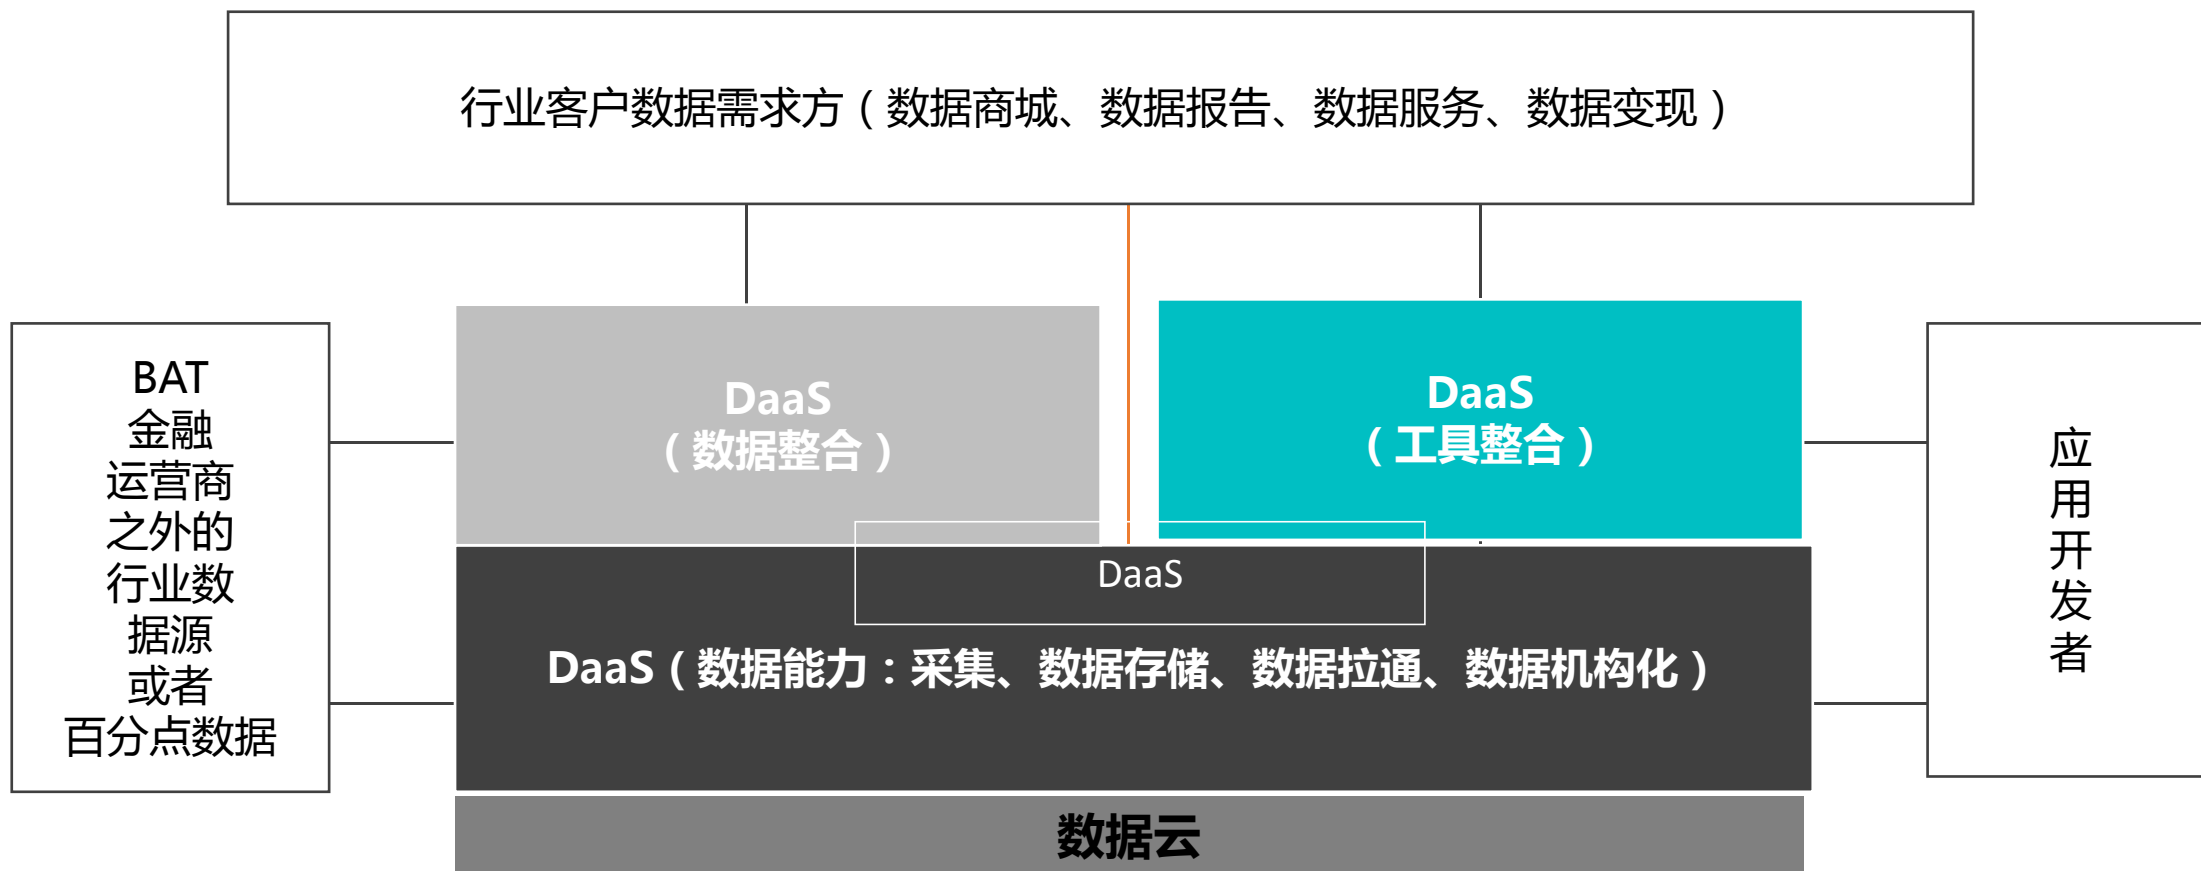 行业客户数据需求方（数据商城、数据报告、数据服务、数据变现）
BAT
金融
运营商
之外的
行业数
据源
或者
百分点数据
DaaS
（数据整合）
DaaS
（工具整合）
应
用
开
发
者
DaaS
DaaS（数据能力：采集、数据存储、数据拉通、数据机构化）
数据云